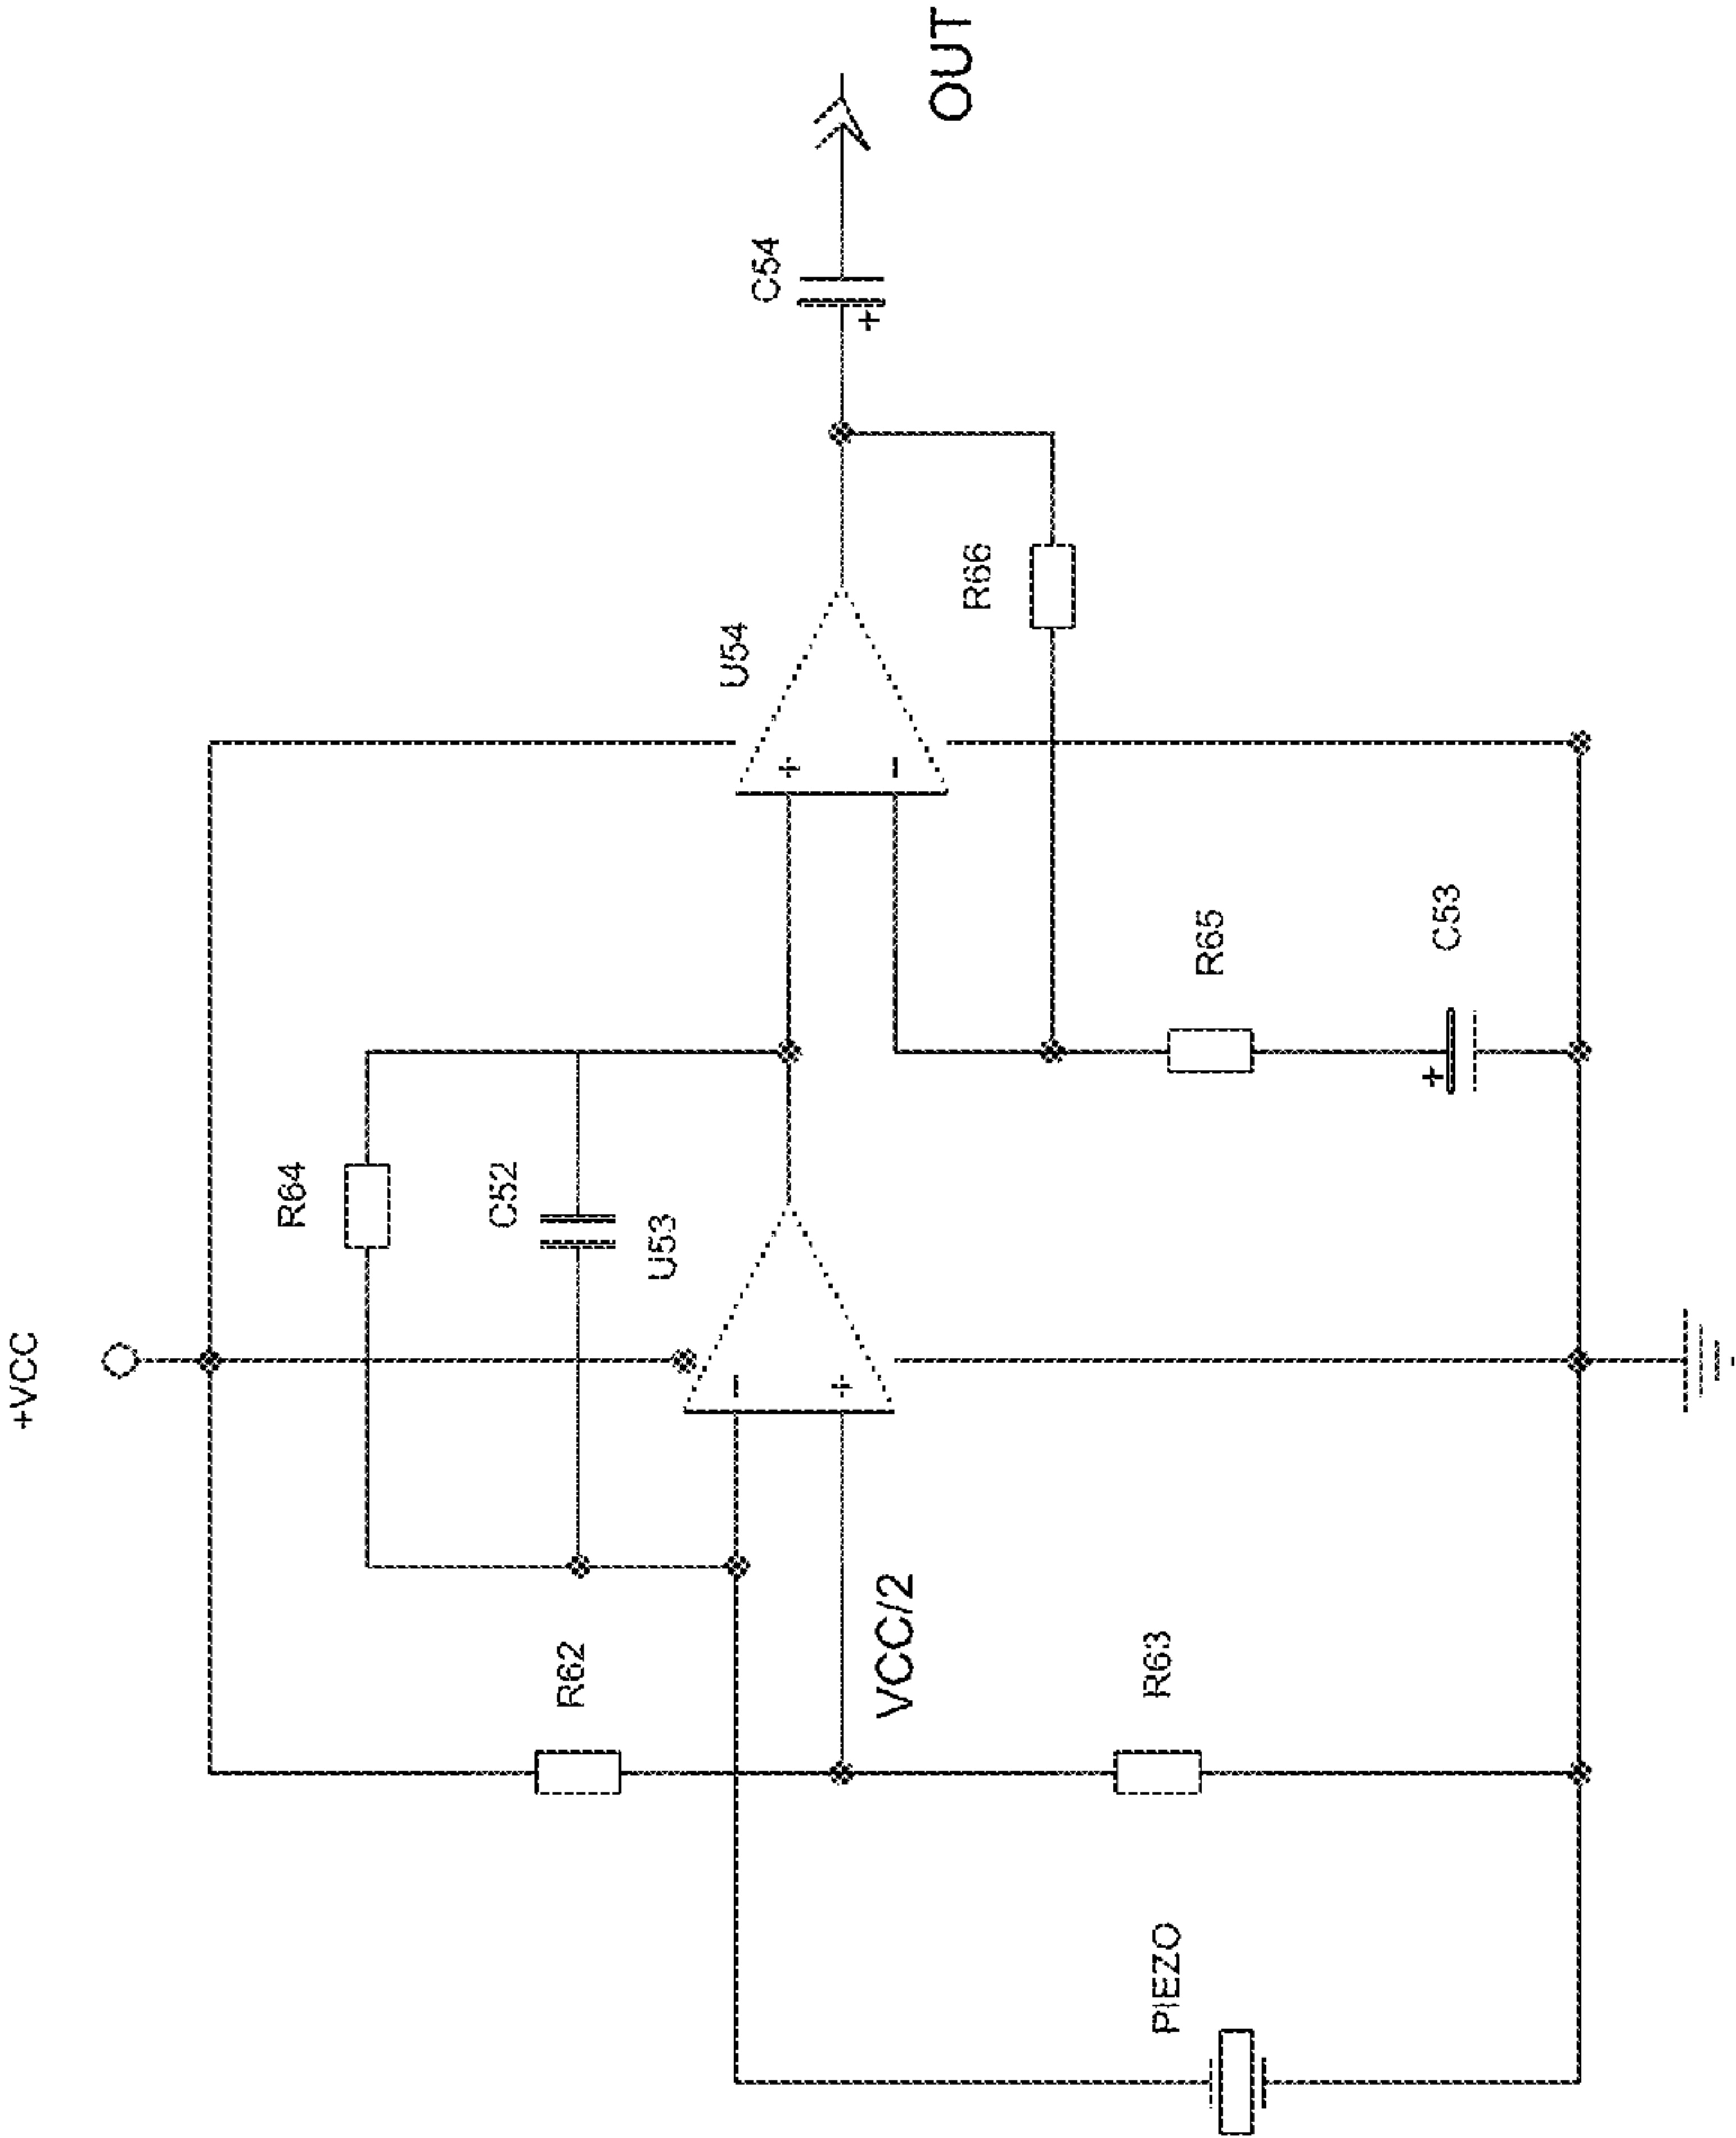 +VCC
R64
C52
U53
R62
VCC/2
R63
PIEZO
U54
R66
R65
C53
C54
+
+
+
+
-
-
OUT